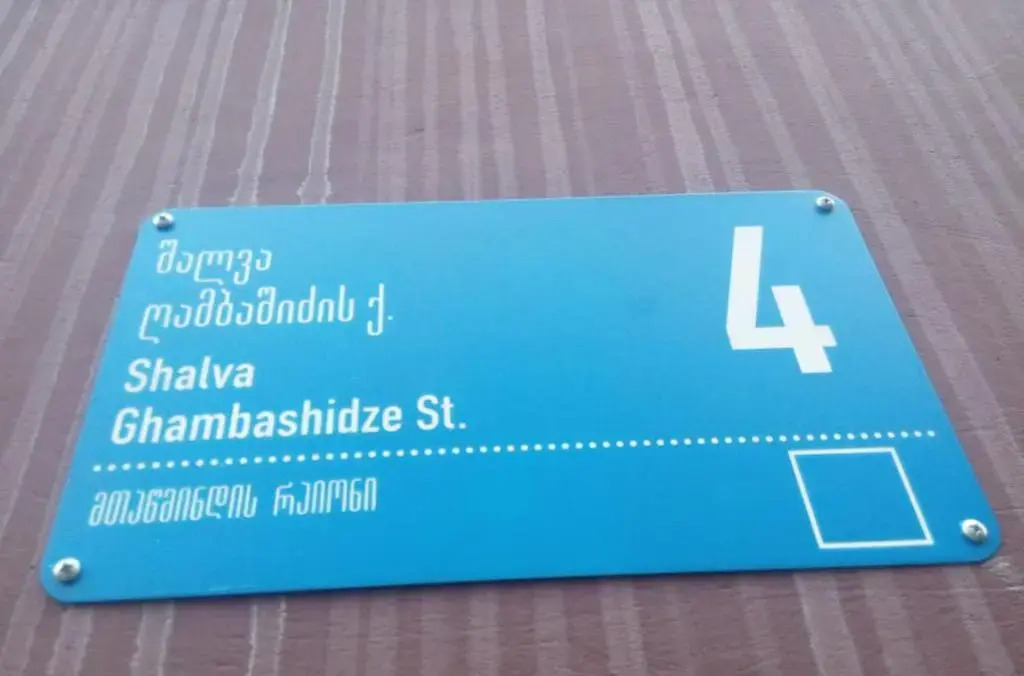 შალვა
ღამბაშიძის ქ.
4
Shalva
Ghambashidze St.
მთაწმინდის რაიონი